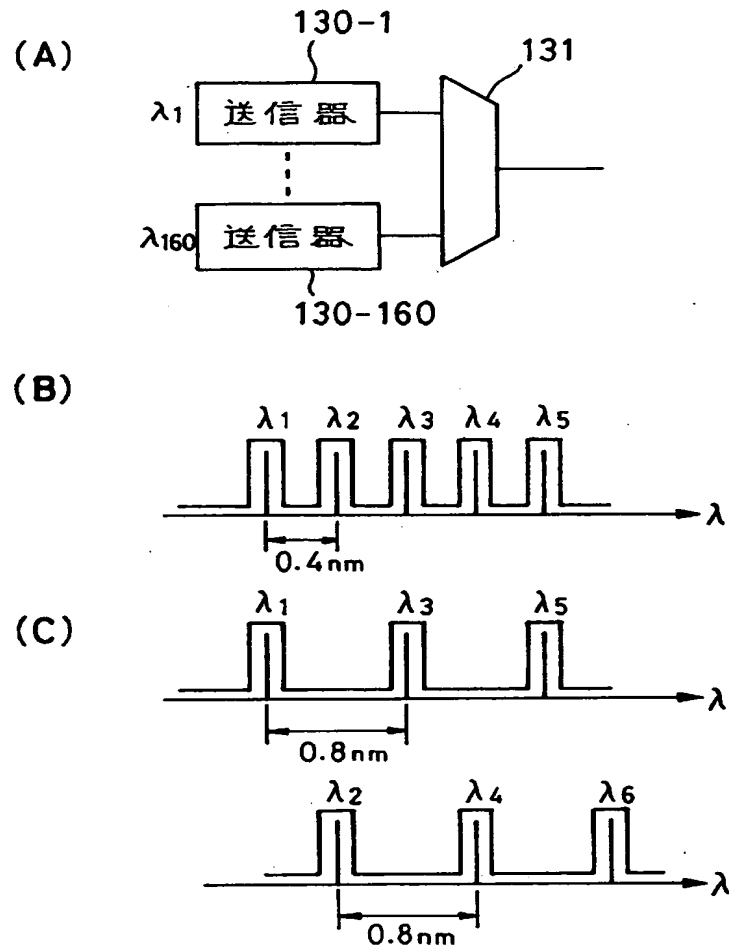 (A)
130-1
131
λ1 送信器
λ160 送信器
130-160
(B)
λ1 λ2 λ3 λ4 λ5
λ
0.4nm
(C)
λ1 λ3 λ5
λ
0.8nm
λ2 λ4 λ6
λ
0.8nm